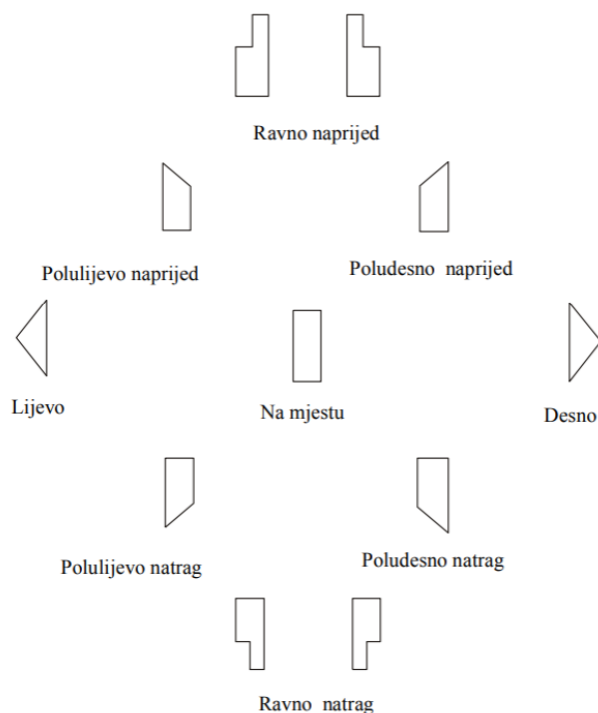 Ravno naprijed
Polulijevo naprijed
Poludesno naprijed
Lijevo
Na mjestu
Desno
Polulijevo natrag
Poludesno natrag
Ravno natrag